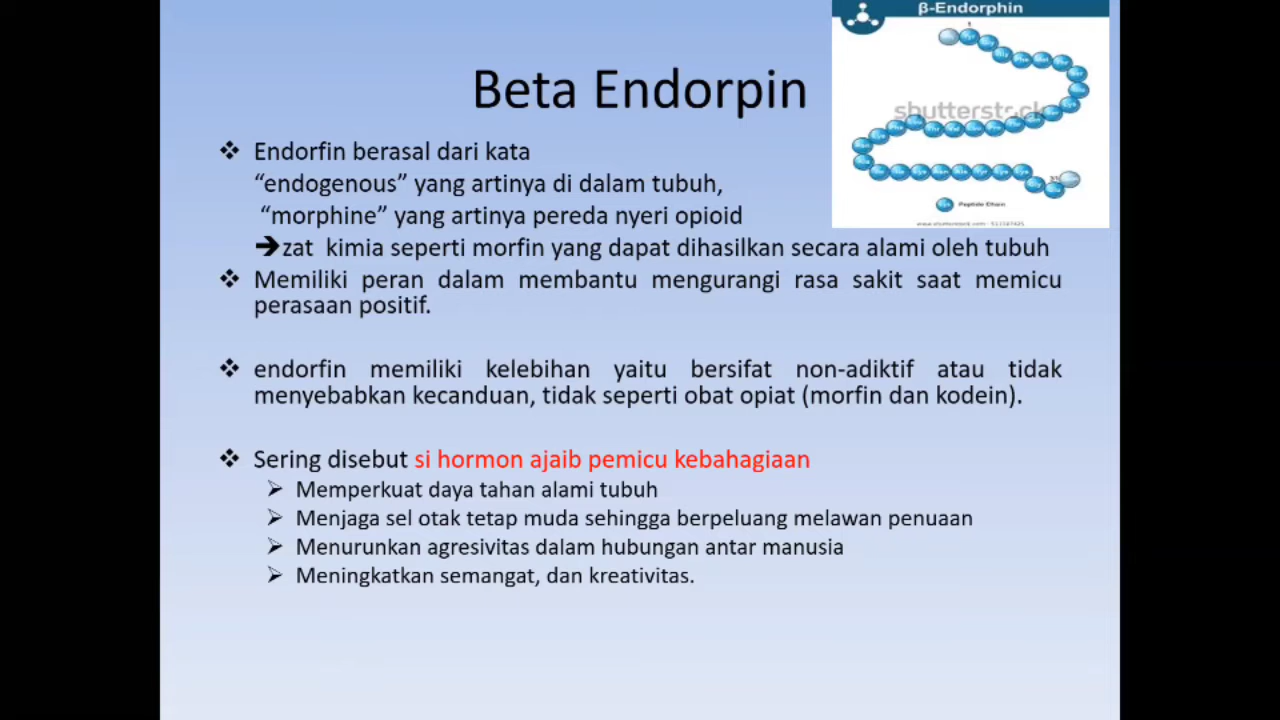 β-Endorphin
Beta Endorpin
shutterstock
❖ Endorfin berasal dari kata
“endogenous” yang artinya di dalam tubuh,
“morphine” yang artinya pereda nyeri opioid
➔zat kimia seperti morfin yang dapat dihasilkan secara alami oleh tubuh
❖ Memiliki peran dalam membantu mengurangi rasa sakit saat memicu
perasaan positif.
Peptide Chain
❖ endorfin memiliki kelebihan yaitu bersifat non-adiktif atau tidak
menyebabkan kecanduan, tidak seperti obat opiat (morfin dan kodein).
❖ Sering disebut si hormon ajaib pemicu kebahagiaan
➢ Memperkuat daya tahan alami tubuh
➢ Menjaga sel otak tetap muda sehingga berpeluang melawan penuaan
➢ Menurunkan agresivitas dalam hubungan antar manusia
➢ Meningkatkan semangat, dan kreativitas.